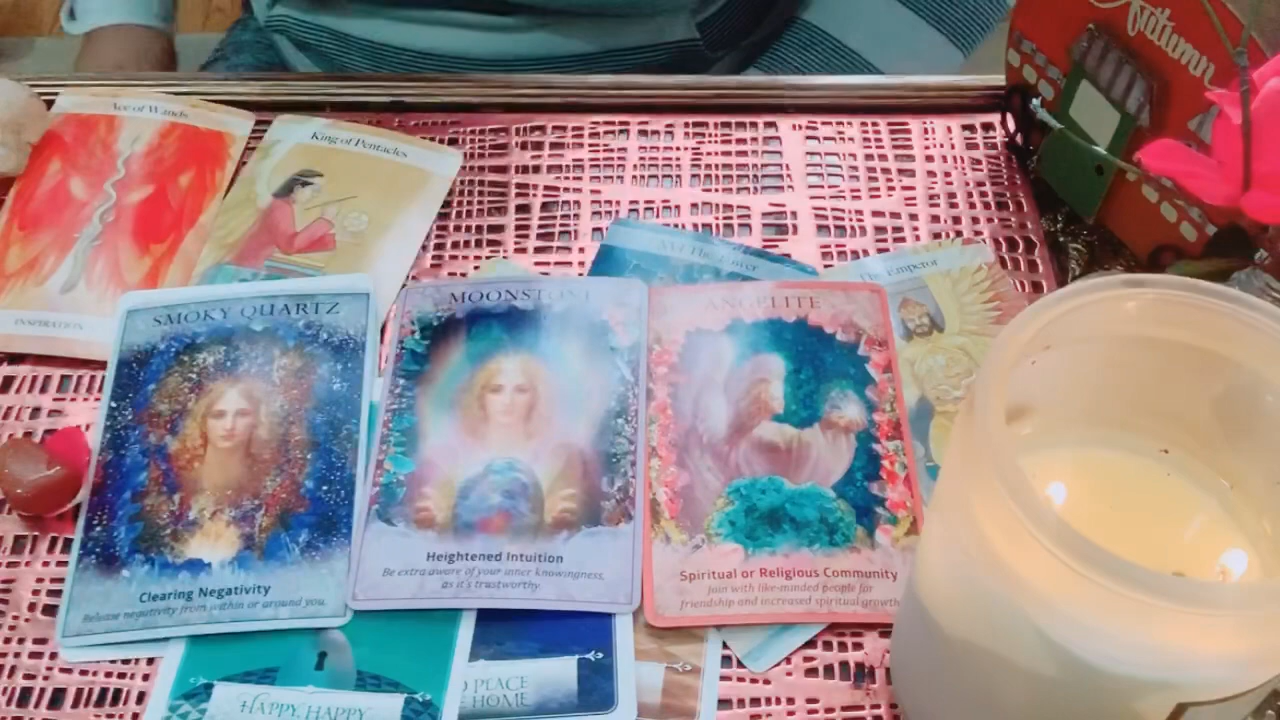 Autumn
Ace of Wands
King of Pentacles
The Emperor
INSPIRATION
SMOKY QUARTZ
MOONSTONE
ANGELITE
Clearing Negativity
Release negativity from within or around you.
Heightened Intuition
Be extra aware of your inner knowingness,
as it's trustworthy.
Spiritual or Religious Community
Join with like-minded people for
friendship and increased spiritual growth
HAPPY, HAPPY
PLACE
HOME